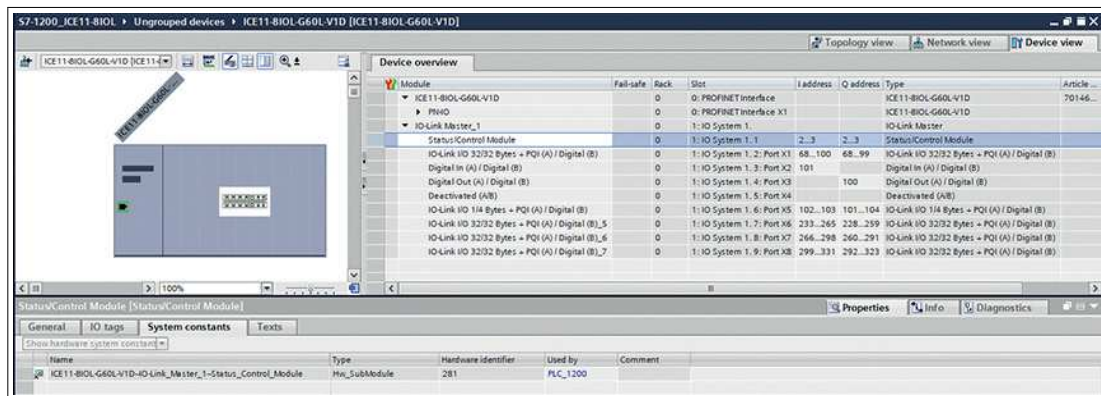 S7-1200_ICE11-8IOL ▸ Ungrouped devices ▸ ICE11-8IOL-G60L-V1D [ICE11-8IOL-G60L-V1D]
Topology view Network view Device view
ICE11-8IOL-G60L-V1D [ICE11-8 Device overview
Module Fail-safe Rack Slot I address Q address Type Article ...
ICE11-8IOL-G60L-V1D 0 0: PROFINET Interface ICE11-8IOL-G60L-V1D 70146...
PN-IO 0 0: PROFINET Interface X1 ICE11-8IOL-G60L-V1D
IO-Link Master_1 0 1: IO System 1. IO-Link Master
Status/Control Module 0 1: IO System 1. 1 2...3 2...3 Status/Control Module
IO-Link I/O 32/32 Bytes + PQI (A) / Digital (B) 0 1: IO System 1. 2: Port X1 68...100 68...99 IO-Link I/O 32/32 Bytes + PQI (A) / Digital (B)
Digital In (A) / Digital (B) 0 1: IO System 1. 3: Port X2 101 Digital In (A) / Digital (B)
Digital Out (A) / Digital (B) 0 1: IO System 1. 4: Port X3 100 Digital Out (A) / Digital (B)
Deactivated (A/B) 0 1: IO System 1. 5: Port X4 Deactivated (A/B)
IO-Link I/O 1/4 Bytes + PQI (A) / Digital (B) 0 1: IO System 1. 6: Port X5 102...103 101...104 IO-Link I/O 1/4 Bytes + PQI (A) / Digital (B)
IO-Link I/O 32/32 Bytes + PQI (A) / Digital (B)_5 0 1: IO System 1. 7: Port X6 233...265 228...259 IO-Link I/O 32/32 Bytes + PQI (A) / Digital (B)
IO-Link I/O 32/32 Bytes + PQI (A) / Digital (B)_6 0 1: IO System 1. 8: Port X7 266...298 260...291 IO-Link I/O 32/32 Bytes + PQI (A) / Digital (B)
IO-Link I/O 32/32 Bytes + PQI (A) / Digital (B)_7 0 1: IO System 1. 9: Port X8 299...331 292...323 IO-Link I/O 32/32 Bytes + PQI (A) / Digital (B)
ICE11-8IOL-G60L-...
100%
Status/Control Module [Status/Control Module] Properties Info Diagnostics
General IO tags System constants Texts
Show hardware system constant
Name Type Hardware identifier Used by Comment
ICE11-8IOL-G60L-V1D~IO-Link_Master_1~Status_Control_Module Hw_SubModule 281 PLC_1200